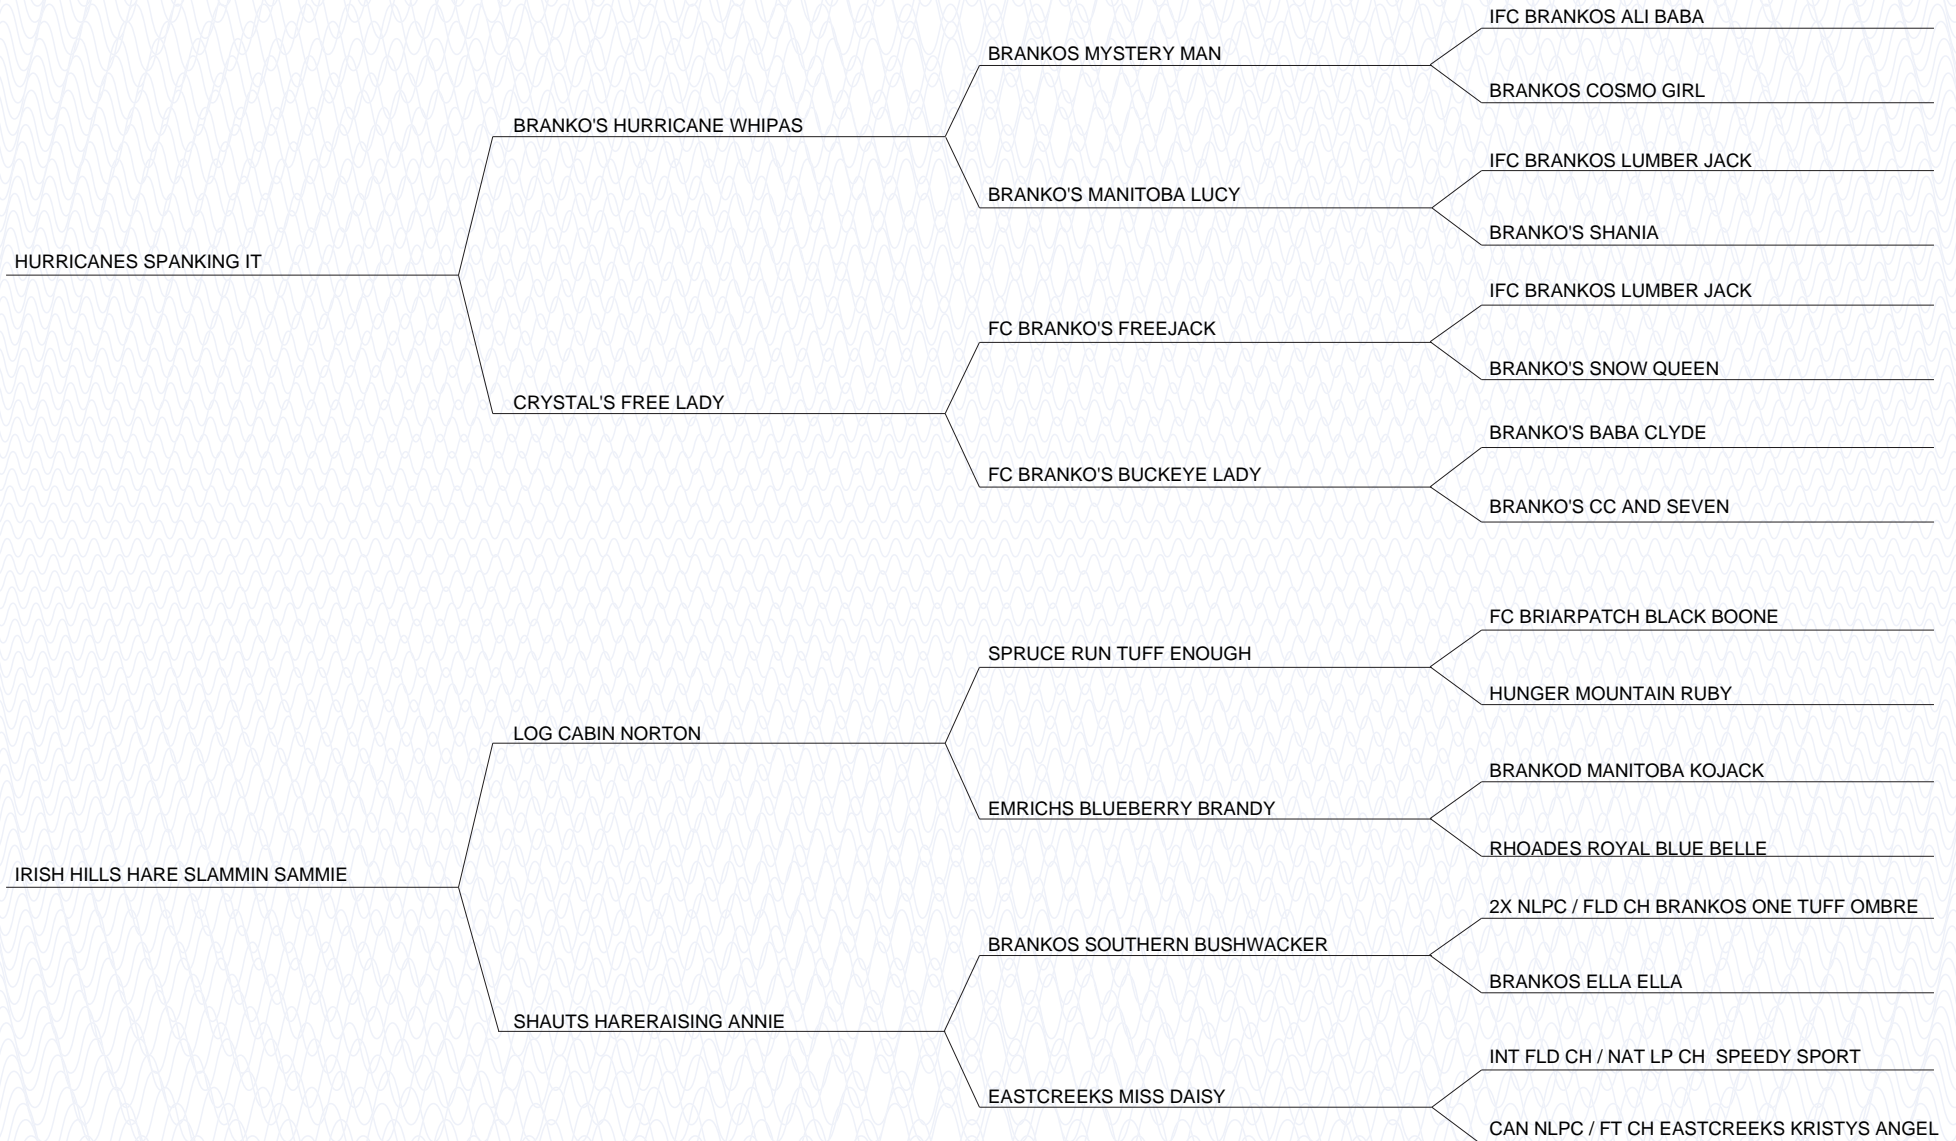 IFC BRANKOS ALI BABA
BRANKOS MYSTERY MAN
BRANKOS COSMO GIRL
BRANKO'S HURRICANE WHIPAS
IFC BRANKOS LUMBER JACK
BRANKO'S MANITOBA LUCY
BRANKO'S SHANIA
HURRICANES SPANKING IT
IFC BRANKOS LUMBER JACK
FC BRANKO'S FREEJACK
BRANKO'S SNOW QUEEN
CRYSTAL'S FREE LADY
BRANKO'S BABA CLYDE
FC BRANKO'S BUCKEYE LADY
BRANKO'S CC AND SEVEN
FC BRIARPATCH BLACK BOONE
SPRUCE RUN TUFF ENOUGH
HUNGER MOUNTAIN RUBY
LOG CABIN NORTON
BRANKOD MANITOBA KOJACK
EMRICHS BLUEBERRY BRANDY
RHOADES ROYAL BLUE BELLE
IRISH HILLS HARE SLAMMIN SAMMIE
2X NLPC / FLD CH BRANKOS ONE TUFF OMBRE
BRANKOS SOUTHERN BUSHWACKER
BRANKOS ELLA ELLA
SHAUTS HARERAISING ANNIE
INT FLD CH / NAT LP CH  SPEEDY SPORT
EASTCREEKS MISS DAISY
CAN NLPC / FT CH EASTCREEKS KRISTYS ANGEL